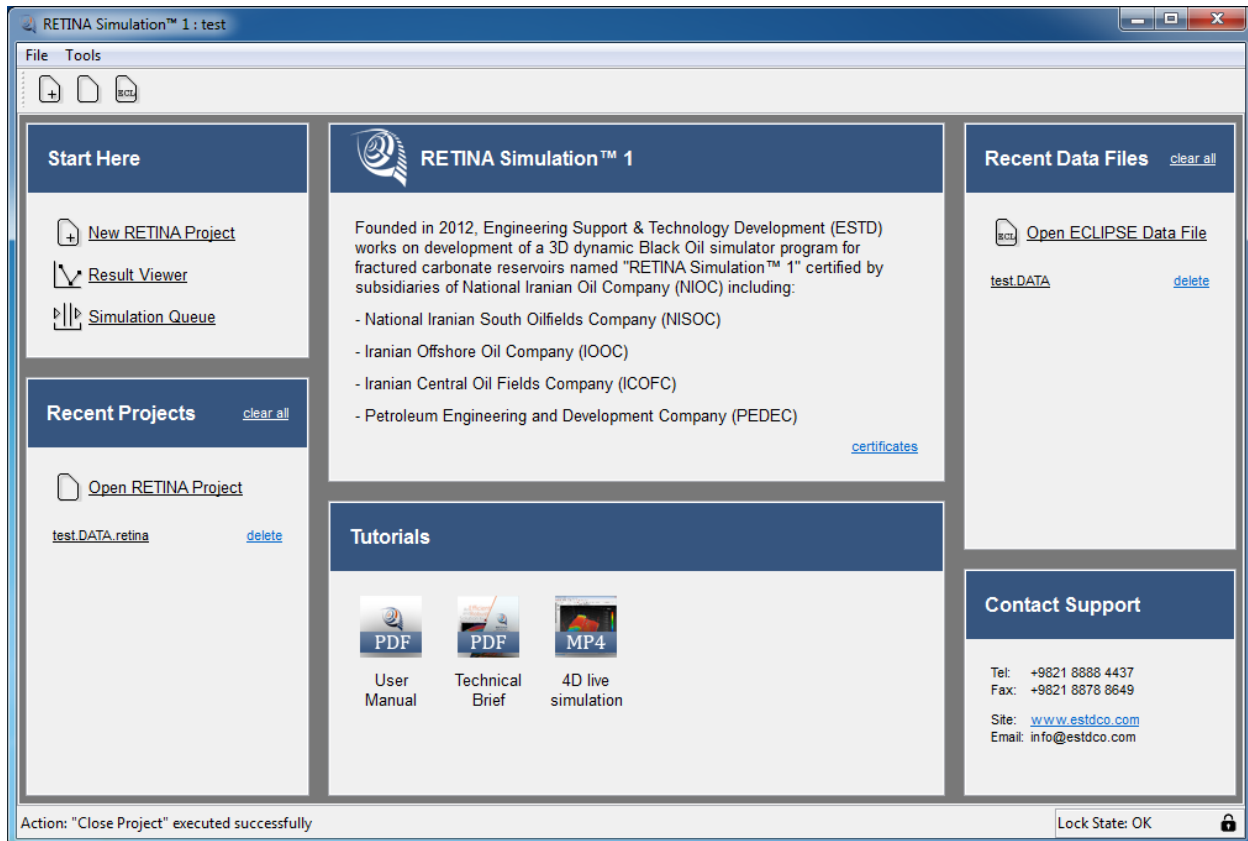 RETINA Simulation™ 1 : test
File Tools
ECL
Start Here
New RETINA Project
Result Viewer
Simulation Queue
Recent Projects clear all
Open RETINA Project
test.DATA.retina delete
RETINA Simulation™ 1
Founded in 2012, Engineering Support & Technology Development (ESTD)
works on development of a 3D dynamic Black Oil simulator program for
fractured carbonate reservoirs named "RETINA Simulation™ 1" certified by
subsidiaries of National Iranian Oil Company (NIOC) including:
- National Iranian South Oilfields Company (NISOC)
- Iranian Offshore Oil Company (IOOC)
- Iranian Central Oil Fields Company (ICOFC)
- Petroleum Engineering and Development Company (PEDEC)
certificates
Tutorials
PDF PDF MP4
User Manual
Technical Brief
4D live simulation
Recent Data Files clear all
ECL Open ECLIPSE Data File
test.DATA delete
Contact Support
Tel: +9821 8888 4437
Fax: +9821 8878 8649
Site: www.estdco.com
Email: info@estdco.com
Action: "Close Project" executed successfully
Lock State: OK